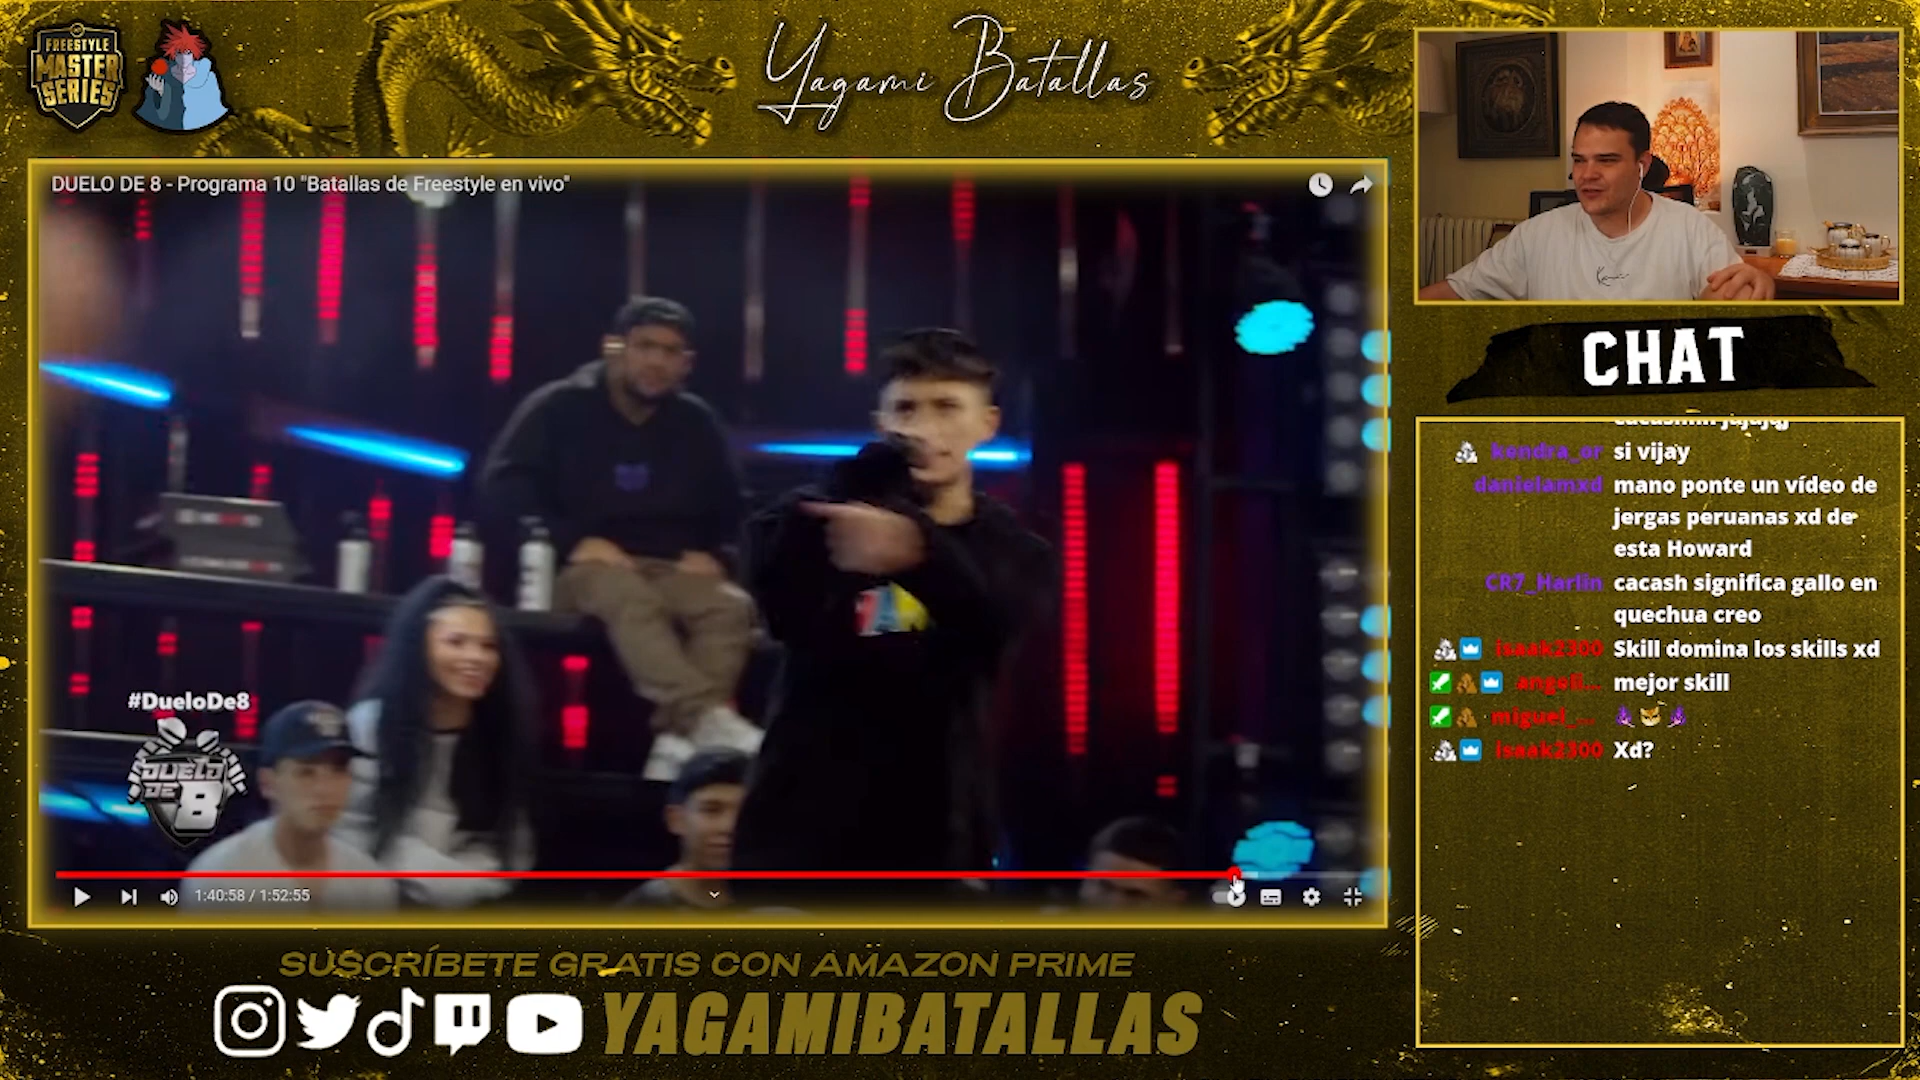 FREESTYLE
MASTER
SERIES
Yagami Batallas
DUELO DE 8 - Programa 10 "Batallas de Freestyle en vivo"
#DueloDe8
DUELO
DE 8
1:40:58 / 1:52:55
CHAT
kendra_or si vijay
danielamxd mano ponte un vídeo de
jergas peruanas xd de
esta Howard
CR7_Harlin cacash significa gallo en
quechua creo
isaak2300 Skill domina los skills xd
angeli... mejor skill
miguel_...
isaak2300 Xd?
SUSCRÍBETE GRATIS CON AMAZON PRIME
YAGAMIBATALLAS